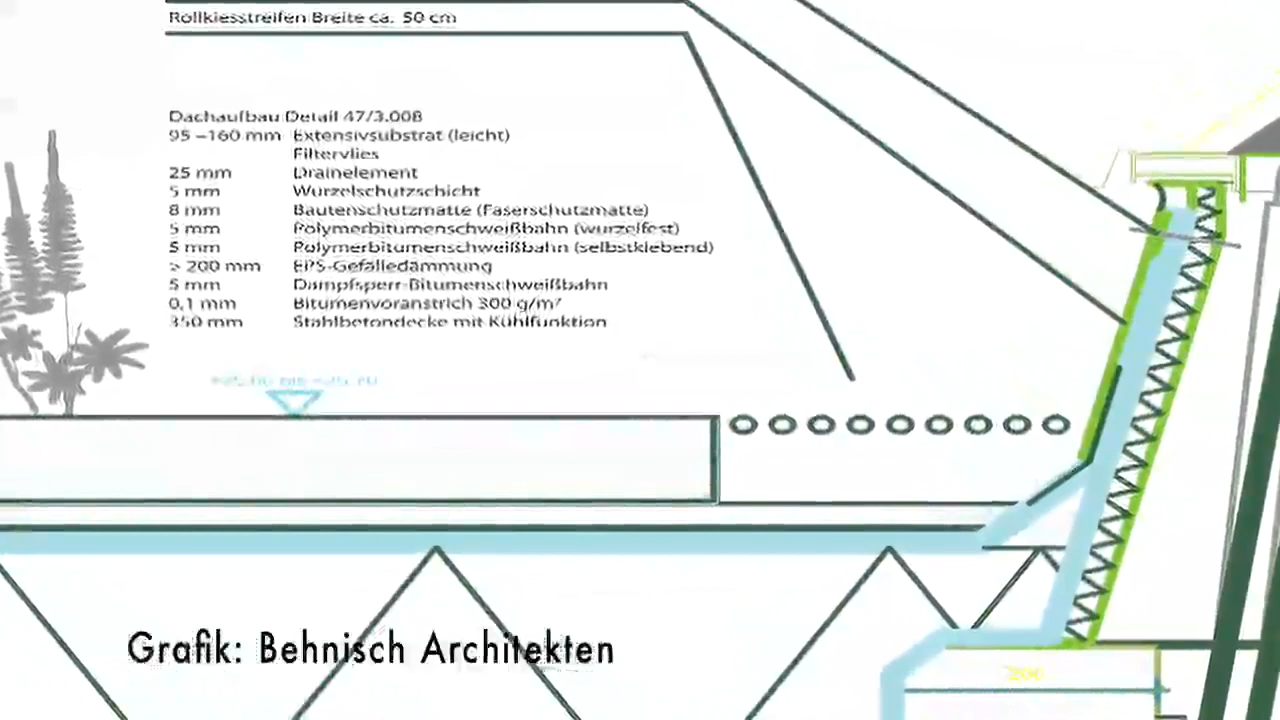 Rollkiesstreifen Breite ca. 50 cm
Dachaufbau Detail 47/3.008
95 –160 mm Extensivsubstrat (leicht)
Filtervlies
25 mm Drainelement
5 mm Wurzelschutzschicht
8 mm Bautenschutzmatte (Faserschutzmatte)
5 mm Polymerbitumenschweißbahn (wurzelfest)
5 mm Polymerbitumenschweißbahn (selbstklebend)
> 200 mm EPS-Gefälledämmung
5 mm Dampfsperr-Bitumenschweißbahn
0,1 mm Bitumenvoranstrich 300 g/m²
350 mm Stahlbetondecke mit Kühlfunktion
Grafik: Behnisch Architekten
200